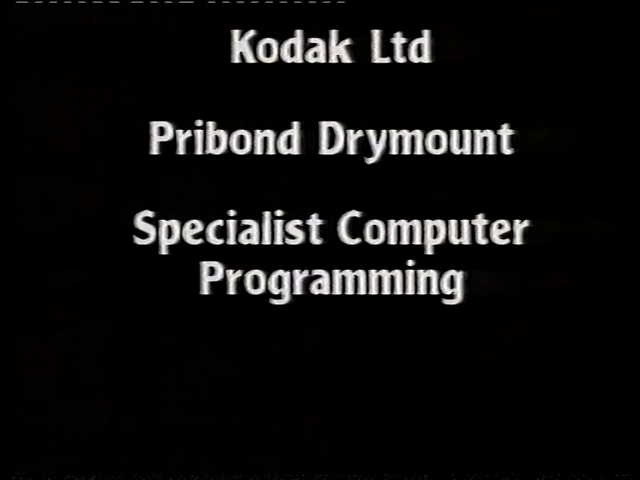 Kodak Ltd
Pribond Drymount
Specialist Computer
Programming